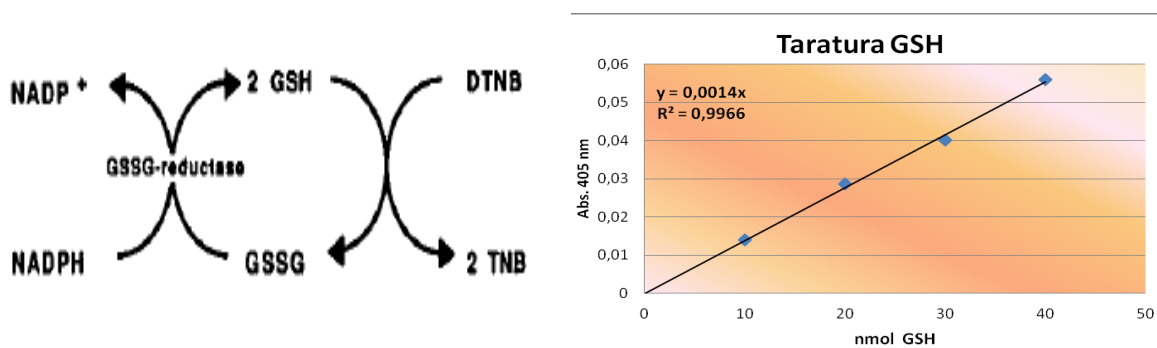 NADP +
2 GSH
DTNB
GSSG-reductase
NADPH
GSSG
2 TNB
Taratura GSH
y = 0,0014x
R² = 0,9966
Abs. 405 nm
0,06
0,05
0,04
0,03
0,02
0,01
0
0 10 20 30 40 50
nmol GSH